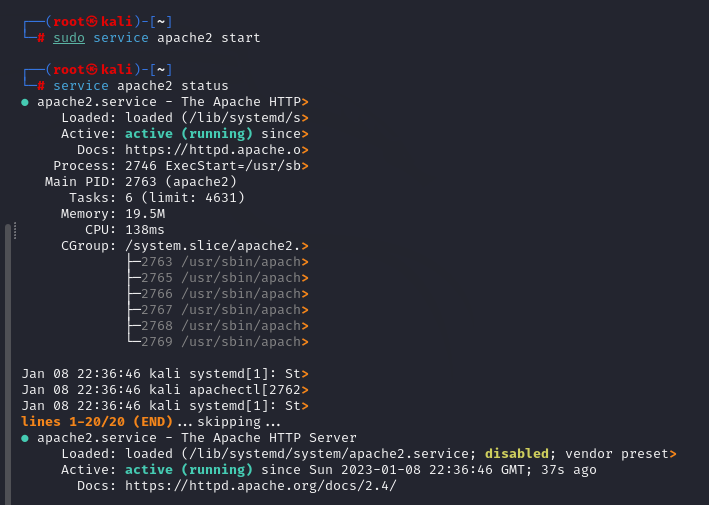 ┌──(root㉿kali)-[~]
└─# sudo service apache2 start
┌──(root㉿kali)-[~]
└─# service apache2 status
● apache2.service - The Apache HTTP>
Loaded: loaded (/lib/systemd/s>
Active: active (running) since>
Docs: https://httpd.apache.o>
Process: 2746 ExecStart=/usr/sb>
Main PID: 2763 (apache2)
Tasks: 6 (limit: 4631)
Memory: 19.5M
CPU: 138ms
CGroup: /system.slice/apache2.>
├─2763 /usr/sbin/apach>
├─2765 /usr/sbin/apach>
├─2766 /usr/sbin/apach>
├─2767 /usr/sbin/apach>
├─2768 /usr/sbin/apach>
└─2769 /usr/sbin/apach>
Jan 08 22:36:46 kali systemd[1]: St>
Jan 08 22:36:46 kali apachectl[2762>
Jan 08 22:36:46 kali systemd[1]: St>
lines 1-20/20 (END)...skipping...
● apache2.service - The Apache HTTP Server
Loaded: loaded (/lib/systemd/system/apache2.service; disabled; vendor preset>
Active: active (running) since Sun 2023-01-08 22:36:46 GMT; 37s ago
Docs: https://httpd.apache.org/docs/2.4/